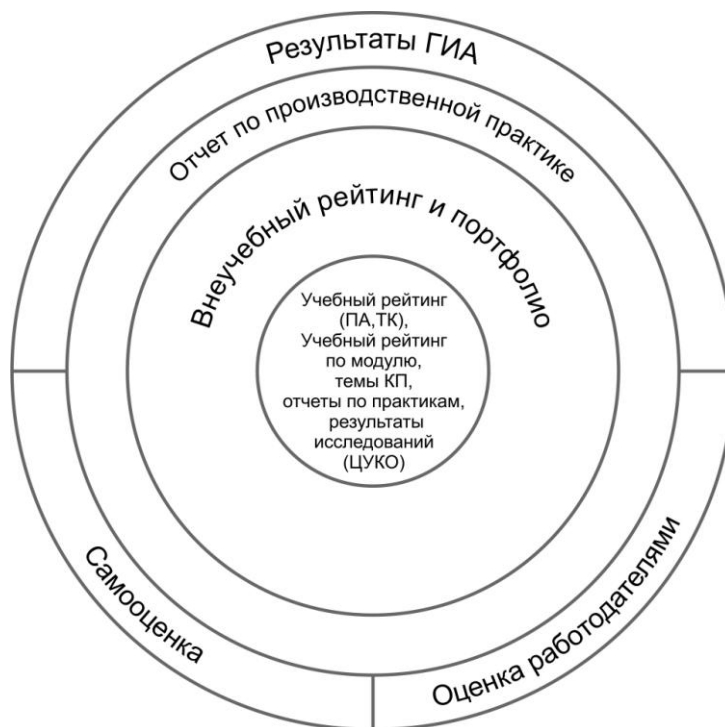 Результаты ГИА
Отчет по производственной практике
Внеучебный рейтинг и портфолио
Учебный рейтинг
(ПА,ТК),
Учебный рейтинг
по модулю,
темы КП,
отчеты по практикам,
результаты
исследований
(ЦУКО)
Самооценка
Оценка работодателями